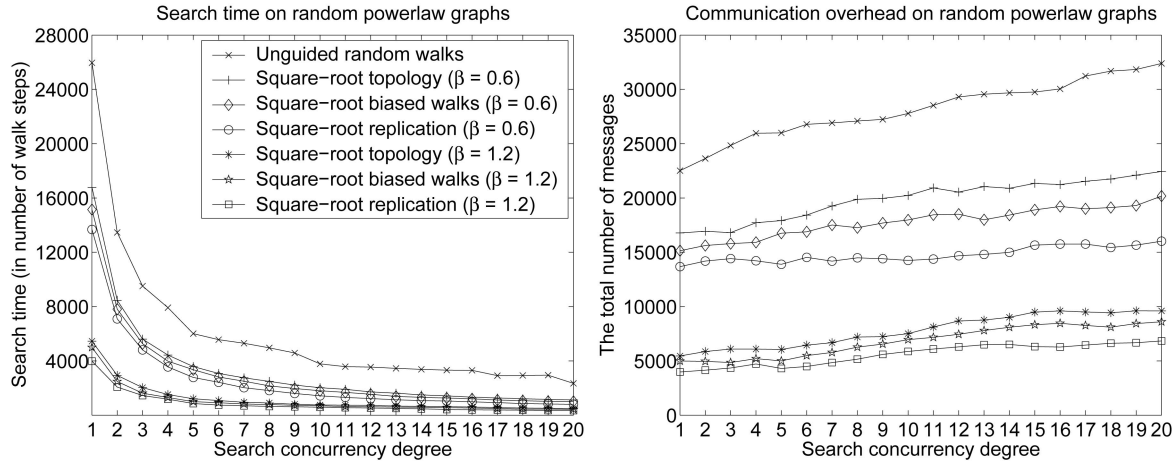 Search time on random powerlaw graphs
28000
24000
20000
16000
12000
8000
4000
Search time (in number of walk steps)
Unguided random walks
Square−root topology (β = 0.6)
Square−root biased walks (β = 0.6)
Square−root replication (β = 0.6)
Square−root topology (β = 1.2)
Square−root biased walks (β = 1.2)
Square−root replication (β = 1.2)
1 2 3 4 5 6 7 8 9 10 11 12 13 14 15 16 17 18 19 20
Search concurrency degree
Communication overhead on random powerlaw graphs
35000
30000
25000
20000
15000
10000
5000
0
The total number of messages
1 2 3 4 5 6 7 8 9 10 11 12 13 14 15 16 17 18 19 20
Search concurrency degree